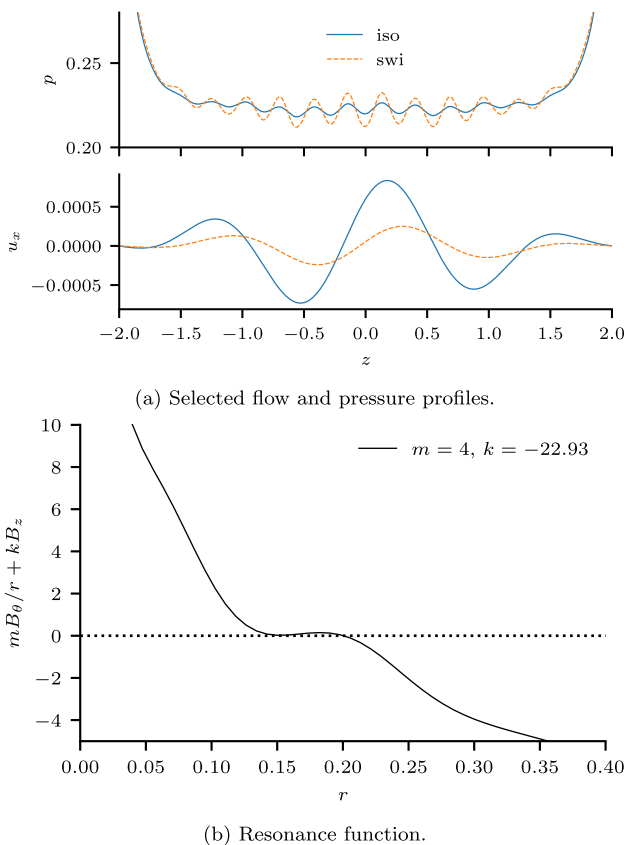 p
0.25
0.20
iso
swi
u_x
0.0005
0.0000
−0.0005
−2.0 −1.5 −1.0 −0.5 0.0 0.5 1.0 1.5 2.0
z
(a) Selected flow and pressure profiles.
mB_θ/r + kB_z
10
8
6
4
2
0
−2
−4
m = 4, k = −22.93
0.00 0.05 0.10 0.15 0.20 0.25 0.30 0.35 0.40
r
(b) Resonance function.